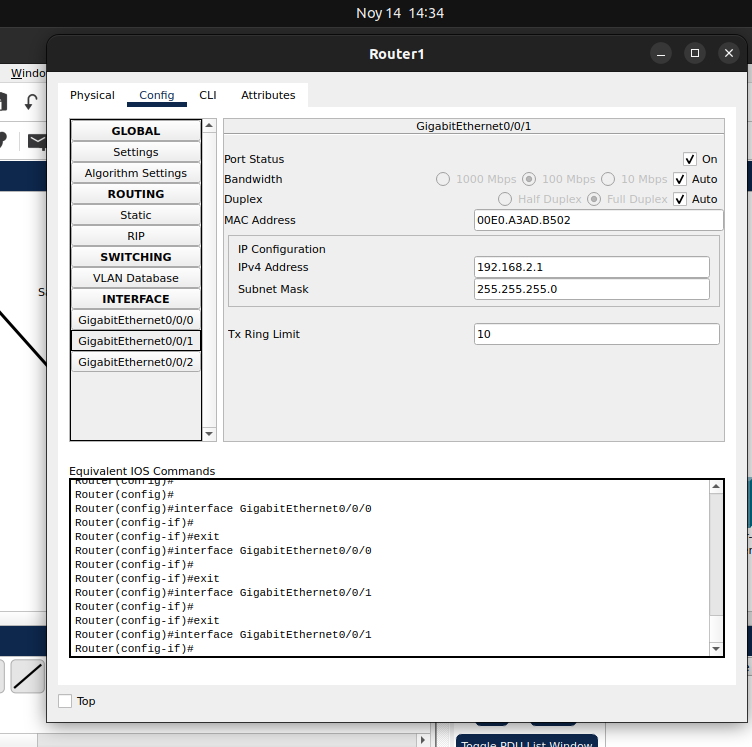 Noy 14 14:34
Router1
Windo
Physical Config CLI Attributes
GLOBAL
Settings
Algorithm Settings
ROUTING
Static
RIP
SWITCHING
VLAN Database
INTERFACE
GigabitEthernet0/0/0
GigabitEthernet0/0/1
GigabitEthernet0/0/2
GigabitEthernet0/0/1
Port Status On
Bandwidth 1000 Mbps 100 Mbps 10 Mbps Auto
Duplex Half Duplex Full Duplex Auto
MAC Address 00E0.A3AD.B502
IP Configuration
IPv4 Address 192.168.2.1
Subnet Mask 255.255.255.0
Tx Ring Limit 10
Equivalent IOS Commands
Router(config)#
Router(config)#
Router(config)#interface GigabitEthernet0/0/0
Router(config-if)#
Router(config-if)#exit
Router(config)#interface GigabitEthernet0/0/0
Router(config-if)#
Router(config-if)#exit
Router(config)#interface GigabitEthernet0/0/1
Router(config-if)#
Router(config-if)#exit
Router(config)#interface GigabitEthernet0/0/1
Router(config-if)#
Top
Toggle PDU List Window